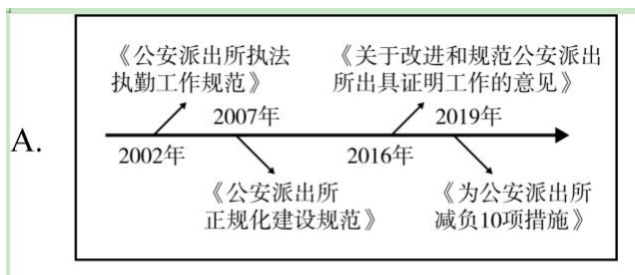 《公安派出所执法
执勤工作规范》
《关于改进和规范公安派出
所出具证明工作的意见》
2007年
2019年
A.
2002年
2016年
《公安派出所
正规化建设规范》
《为公安派出所
减负10项措施》